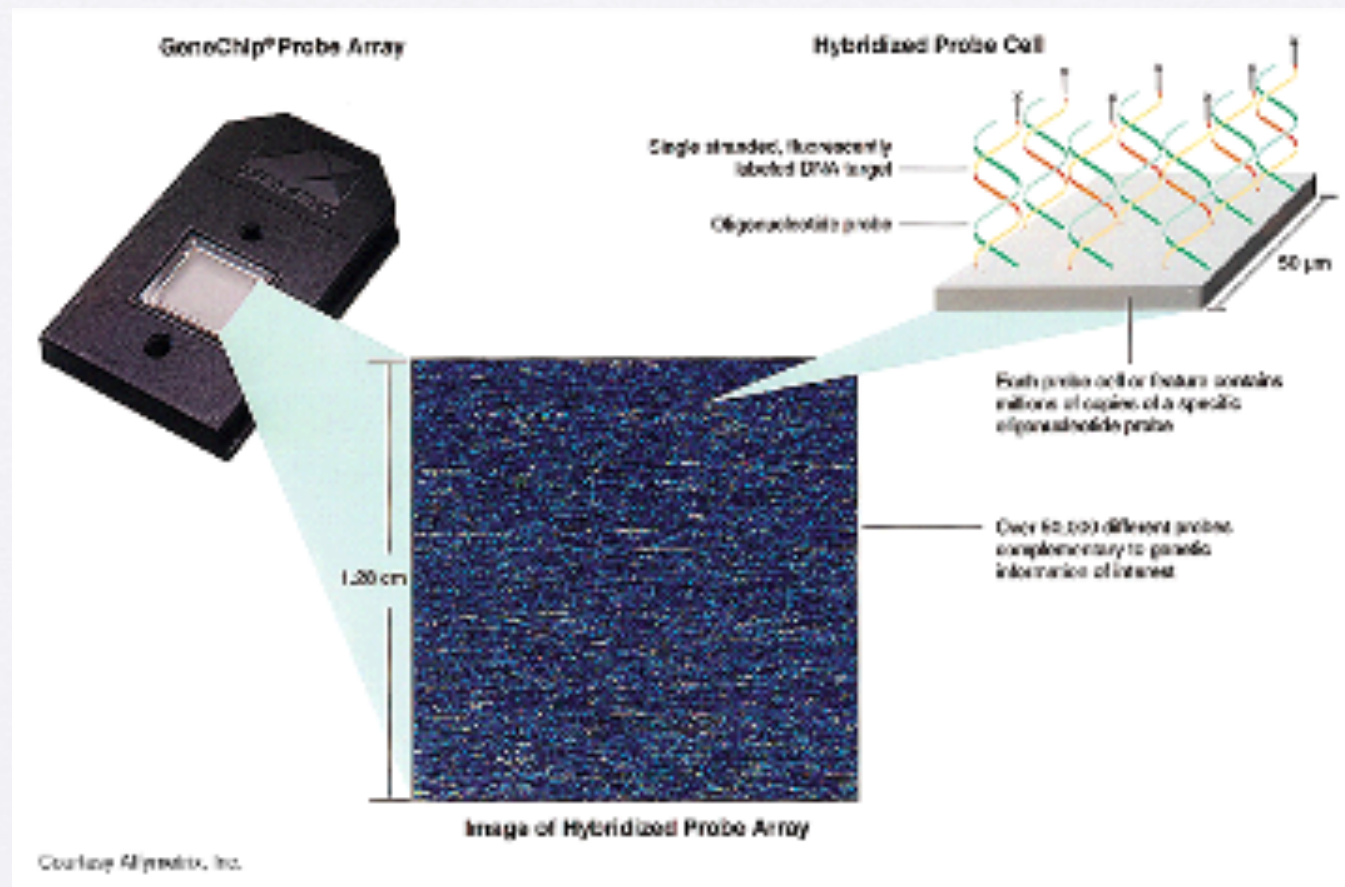 GeneChip® Probe Array
Hybridized Probe Cell
Single stranded, fluorescently
labeled DNA target
Oligonucleotide probe
50 µm
Each probe cell or feature contains
millions of copies of a specific
oligonucleotide probe
Over 50,000 different probes
complementary to genetic
information of interest
1.28 cm
Image of Hybridized Probe Array
Courtesy Affymetrix, Inc.